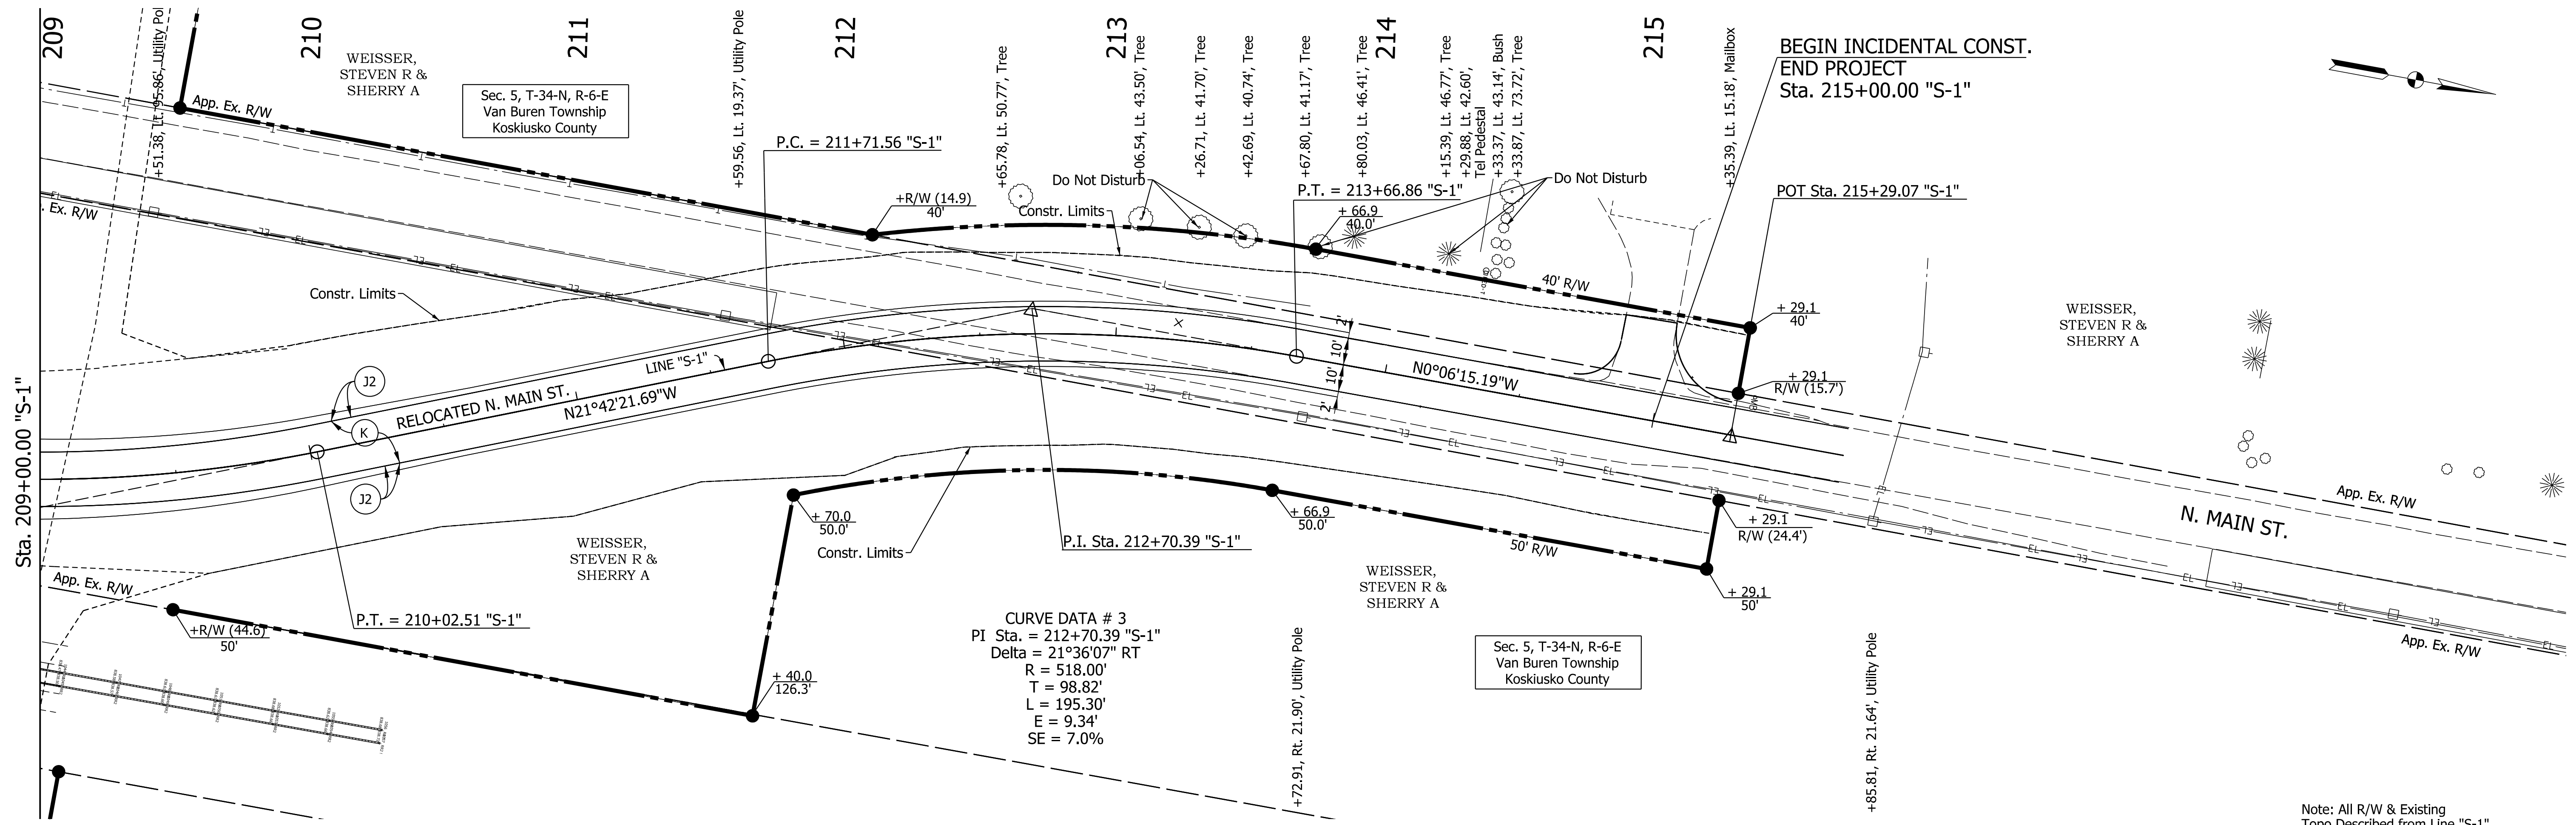 209
210
211
212
213
214
215
+51.38, Lt. 95.86', Utility Pol
+59.56, Lt. 19.37', Utility Pole
+65.78, Lt. 50.77', Tree
+06.54, Lt. 43.50', Tree
+26.71, Lt. 41.70', Tree
+42.69, Lt. 40.74', Tree
+67.80, Lt. 41.17', Tree
+80.03, Lt. 46.41', Tree
+15.39, Lt. 46.77', Tree
+29.88, Lt. 42.60',
Tel Pedestal
+33.37, Lt. 43.14', Bush
+33.87, Lt. 73.72', Tree
+35.39, Lt. 15.18', Mailbox
BEGIN INCIDENTAL CONST.
END PROJECT
Sta. 215+00.00 "S-1"
WEISSER,
STEVEN R &
SHERRY A
Sec. 5, T-34-N, R-6-E
Van Buren Township
Koskiusko County
App. Ex. R/W
P.C. = 211+71.56 "S-1"
+R/W (14.9)
40'
Do Not Disturb
Constr. Limits
P.T. = 213+66.86 "S-1"
+ 66.9
40.0'
Do Not Disturb
POT Sta. 215+29.07 "S-1"
. Ex. R/W
Constr. Limits
40' R/W
+ 29.1
40'
WEISSER,
STEVEN R &
SHERRY A
2'
10'
10'
2'
LINE "S-1"
RELOCATED N. MAIN ST.
N21°42'21.69"W
N0°06'15.19"W
+ 29.1
R/W (15.7')
J2
K
J2
Sta. 209+00.00 "S-1"
+ 70.0
50.0'
Constr. Limits
+ 66.9
50.0'
P.I. Sta. 212+70.39 "S-1"
50' R/W
+ 29.1
R/W (24.4')
+ 29.1
50'
App. Ex. R/W
N. MAIN ST.
App. Ex. R/W
WEISSER,
STEVEN R &
SHERRY A
WEISSER,
STEVEN R &
SHERRY A
App. Ex. R/W
+R/W (44.6)
50'
P.T. = 210+02.51 "S-1"
+ 40.0
126.3'
CURVE DATA # 3
PI Sta. = 212+70.39 "S-1"
Delta = 21°36'07" RT
R = 518.00'
T = 98.82'
L = 195.30'
E = 9.34'
SE = 7.0%
+72.91, Rt. 21.90', Utility Pole
Sec. 5, T-34-N, R-6-E
Van Buren Township
Koskiusko County
+85.81, Rt. 21.64', Utility Pole
Note: All R/W & Existing
Topo Described from Line "S-1"